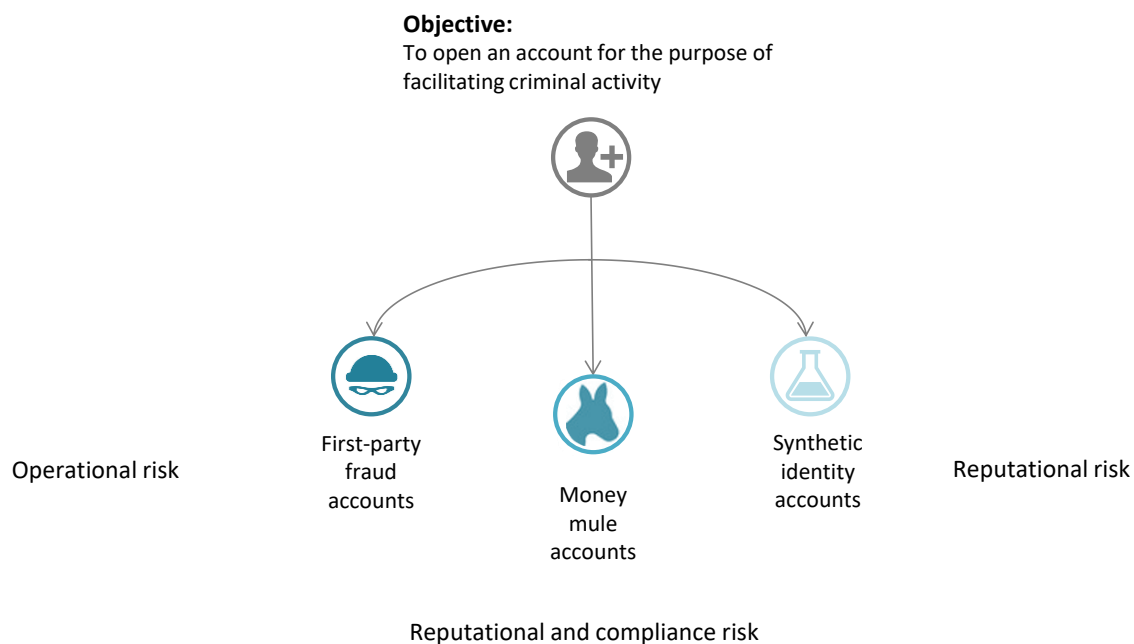 Objective:
To open an account for the purpose of
facilitating criminal activity
First-party
fraud
accounts
Money
mule
accounts
Synthetic
identity
accounts
Operational risk
Reputational risk
Reputational and compliance risk